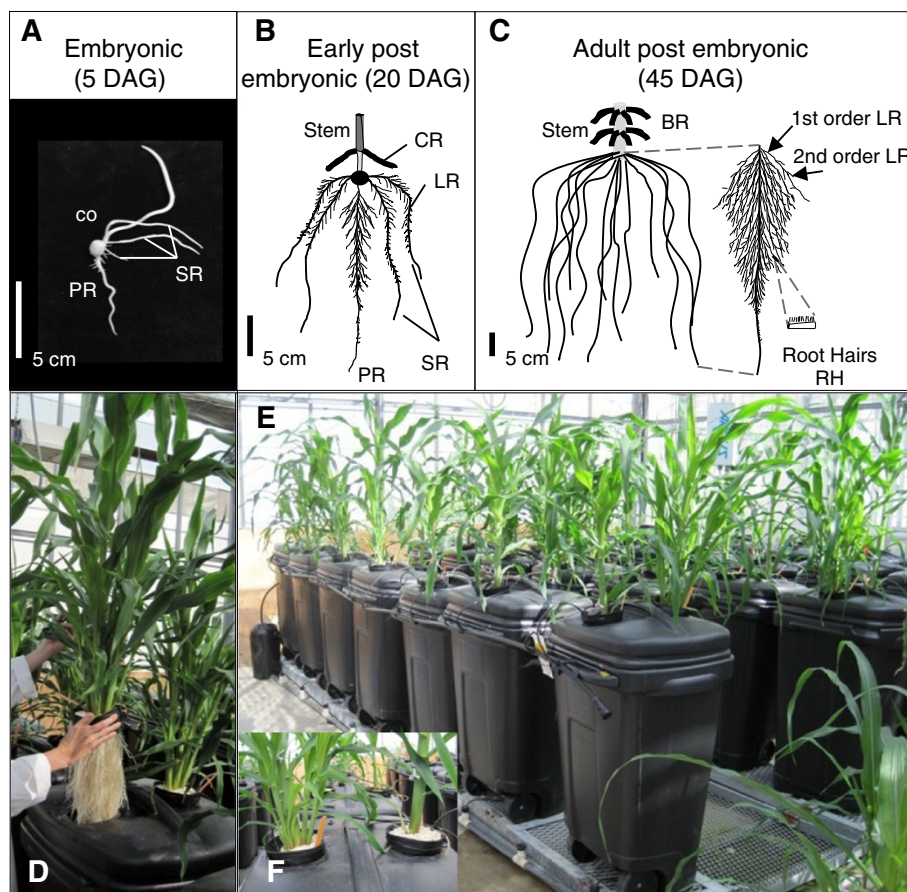 A
Embryonic
(5 DAG)
co
PR
SR
5 cm
B
Early post
embryonic (20 DAG)
Stem
CR
LR
5 cm
PR
SR
C
Adult post embryonic
(45 DAG)
Stem
BR
1st order LR
2nd order LR
5 cm
Root Hairs
RH
D
E
F